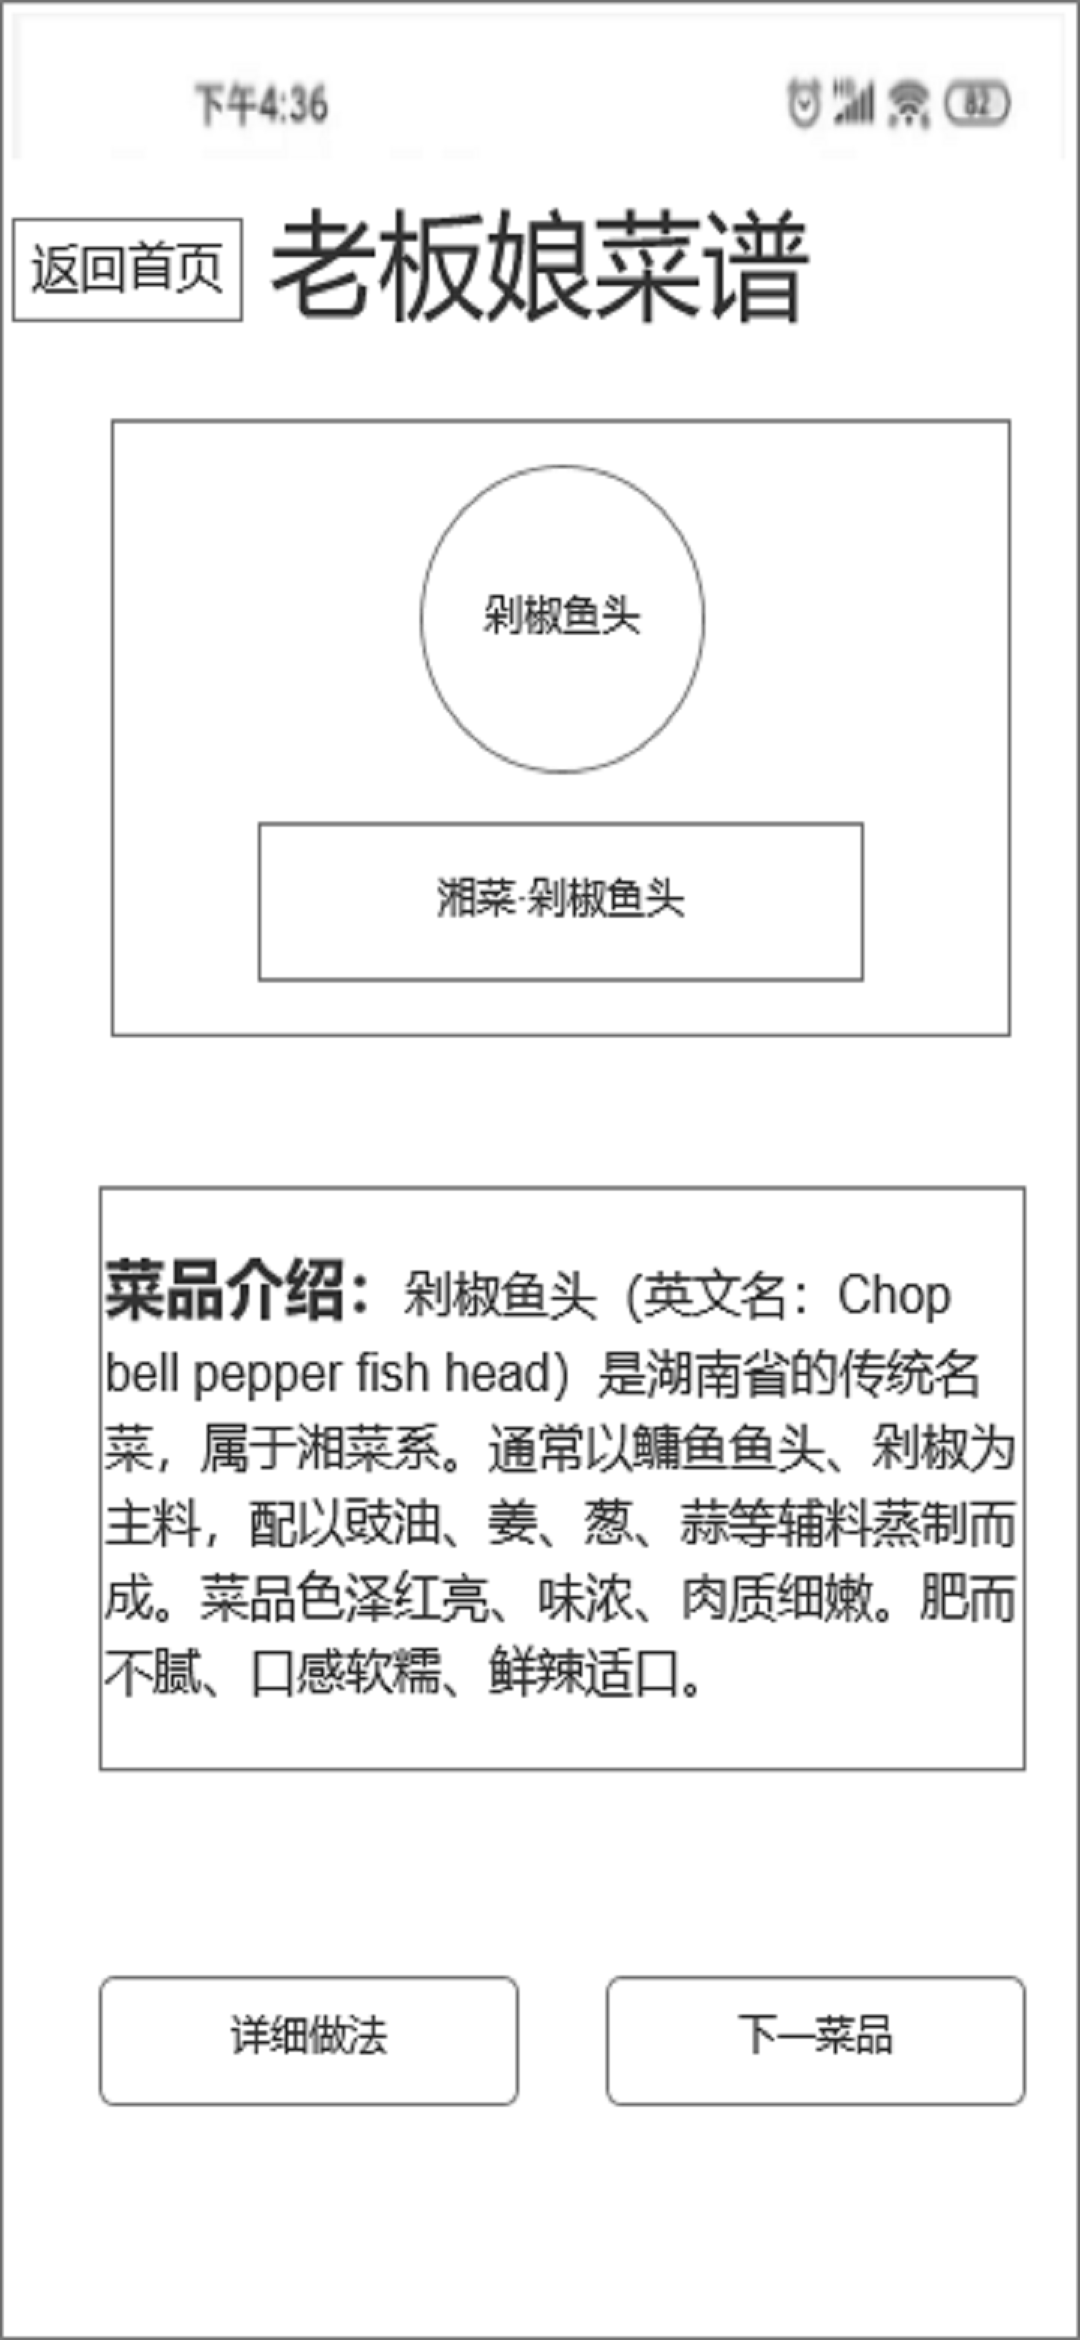 下午4:36
82
返回首页 老板娘菜谱
剁椒鱼头
湘菜·剁椒鱼头
菜品介绍：剁椒鱼头（英文名：Chop
bell pepper fish head）是湖南省的传统名
菜，属于湘菜系。通常以鳙鱼鱼头、剁椒为
主料，配以豉油、姜、葱、蒜等辅料蒸制而
成。菜品色泽红亮、味浓、肉质细嫩。肥而
不腻、口感软糯、鲜辣适口。
详细做法
下一菜品